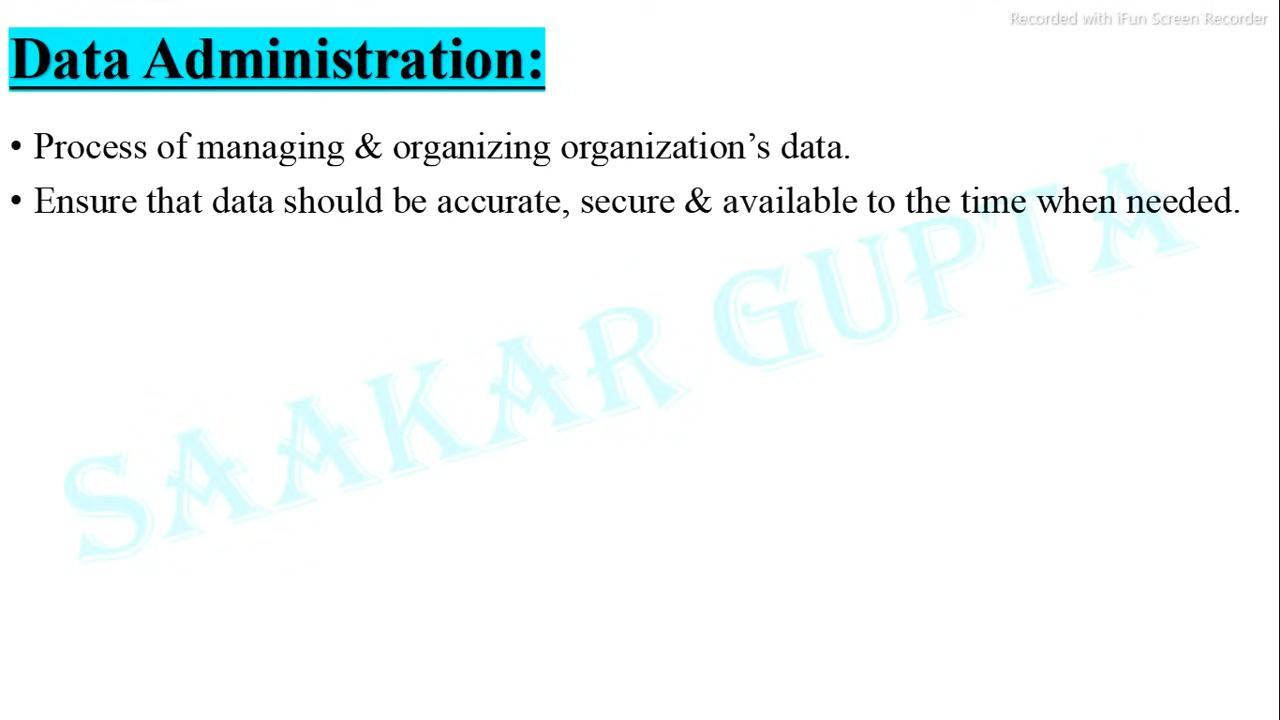 Recorded with iFun Screen Recorder
Data Administration:
• Process of managing & organizing organization’s data.
• Ensure that data should be accurate, secure & available to the time when needed.
SAAKAR GUPTA